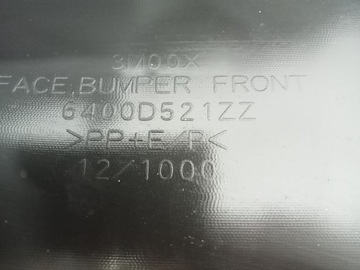 3M00X
FACE,BUMPER FRONT
6400D521ZZ
>PP+E/P<
12/1000